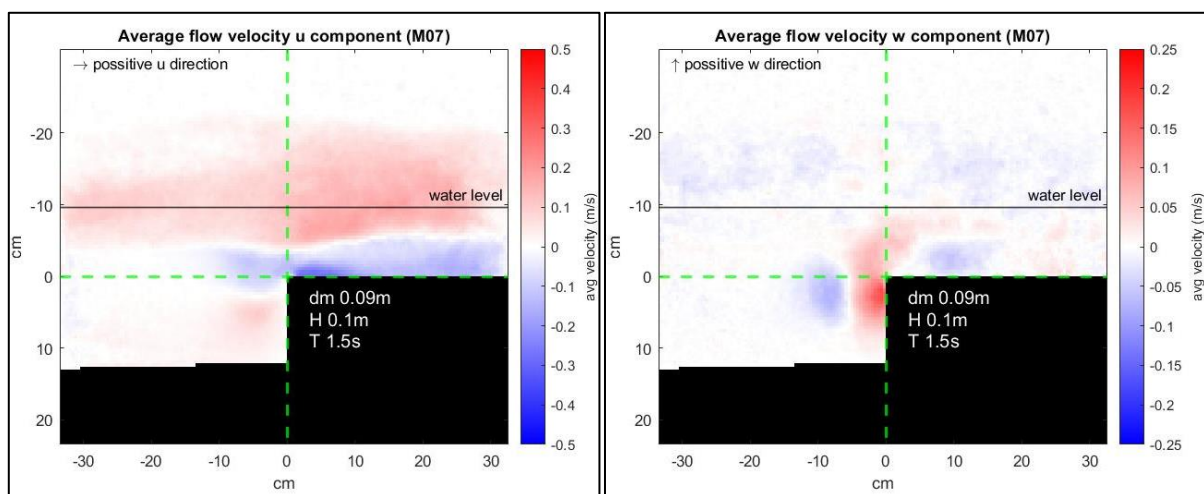 Average flow velocity u component (M07)
→ possitive u direction
water level
dm 0.09m
H 0.1m
T 1.5s
-20
-10
0
10
20
cm
-30
-20
-10
0
10
20
30
cm
0.5
0.4
0.3
0.2
0.1
0
-0.1
-0.2
-0.3
-0.4
-0.5
avg velocity (m/s)
Average flow velocity w component (M07)
↑ possitive w direction
water level
dm 0.09m
H 0.1m
T 1.5s
-20
-10
0
10
20
cm
-30
-20
-10
0
10
20
30
cm
0.25
0.2
0.15
0.1
0.05
0
-0.05
-0.1
-0.15
-0.2
-0.25
avg velocity (m/s)